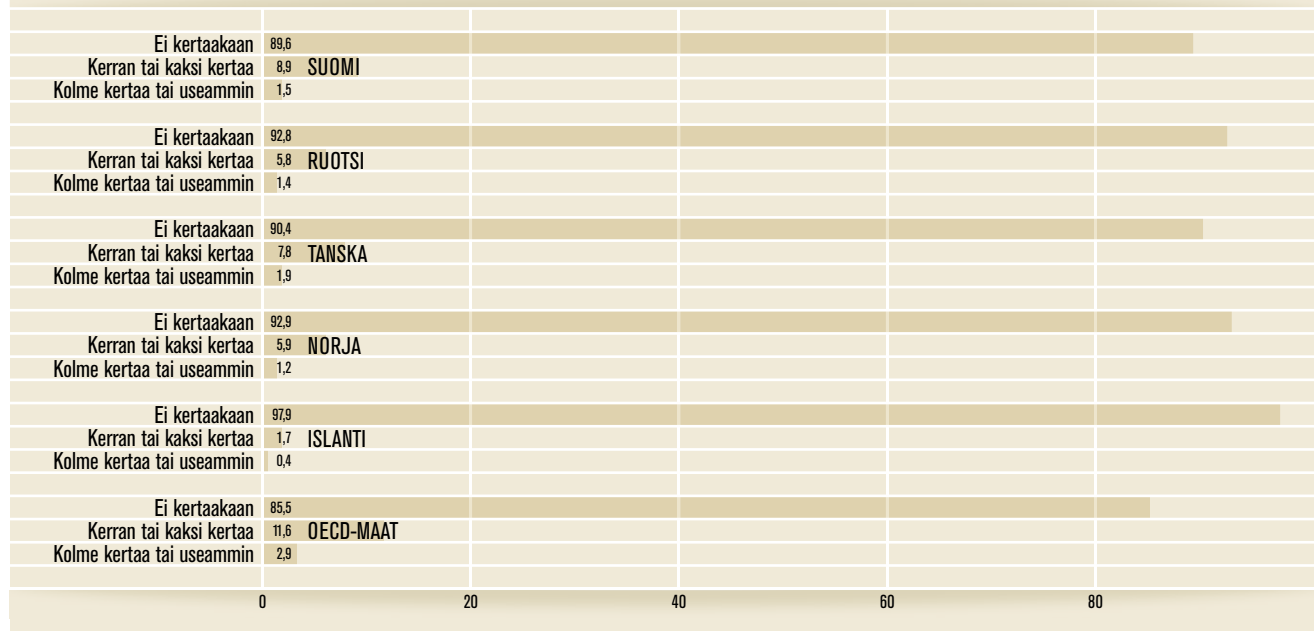 Ei kertaakaan 89,6
Kerran tai kaksi kertaa 8,9 SUOMI
Kolme kertaa tai useammin 1,5
Ei kertaakaan 92,8
Kerran tai kaksi kertaa 5,8 RUOTSI
Kolme kertaa tai useammin 1,4
Ei kertaakaan 90,4
Kerran tai kaksi kertaa 7,8 TANSKA
Kolme kertaa tai useammin 1,9
Ei kertaakaan 92,9
Kerran tai kaksi kertaa 5,9 NORJA
Kolme kertaa tai useammin 1,2
Ei kertaakaan 97,9
Kerran tai kaksi kertaa 1,7 ISLANTI
Kolme kertaa tai useammin 0,4
Ei kertaakaan 85,5
Kerran tai kaksi kertaa 11,6 OECD-MAAT
Kolme kertaa tai useammin 2,9
0 20 40 60 80